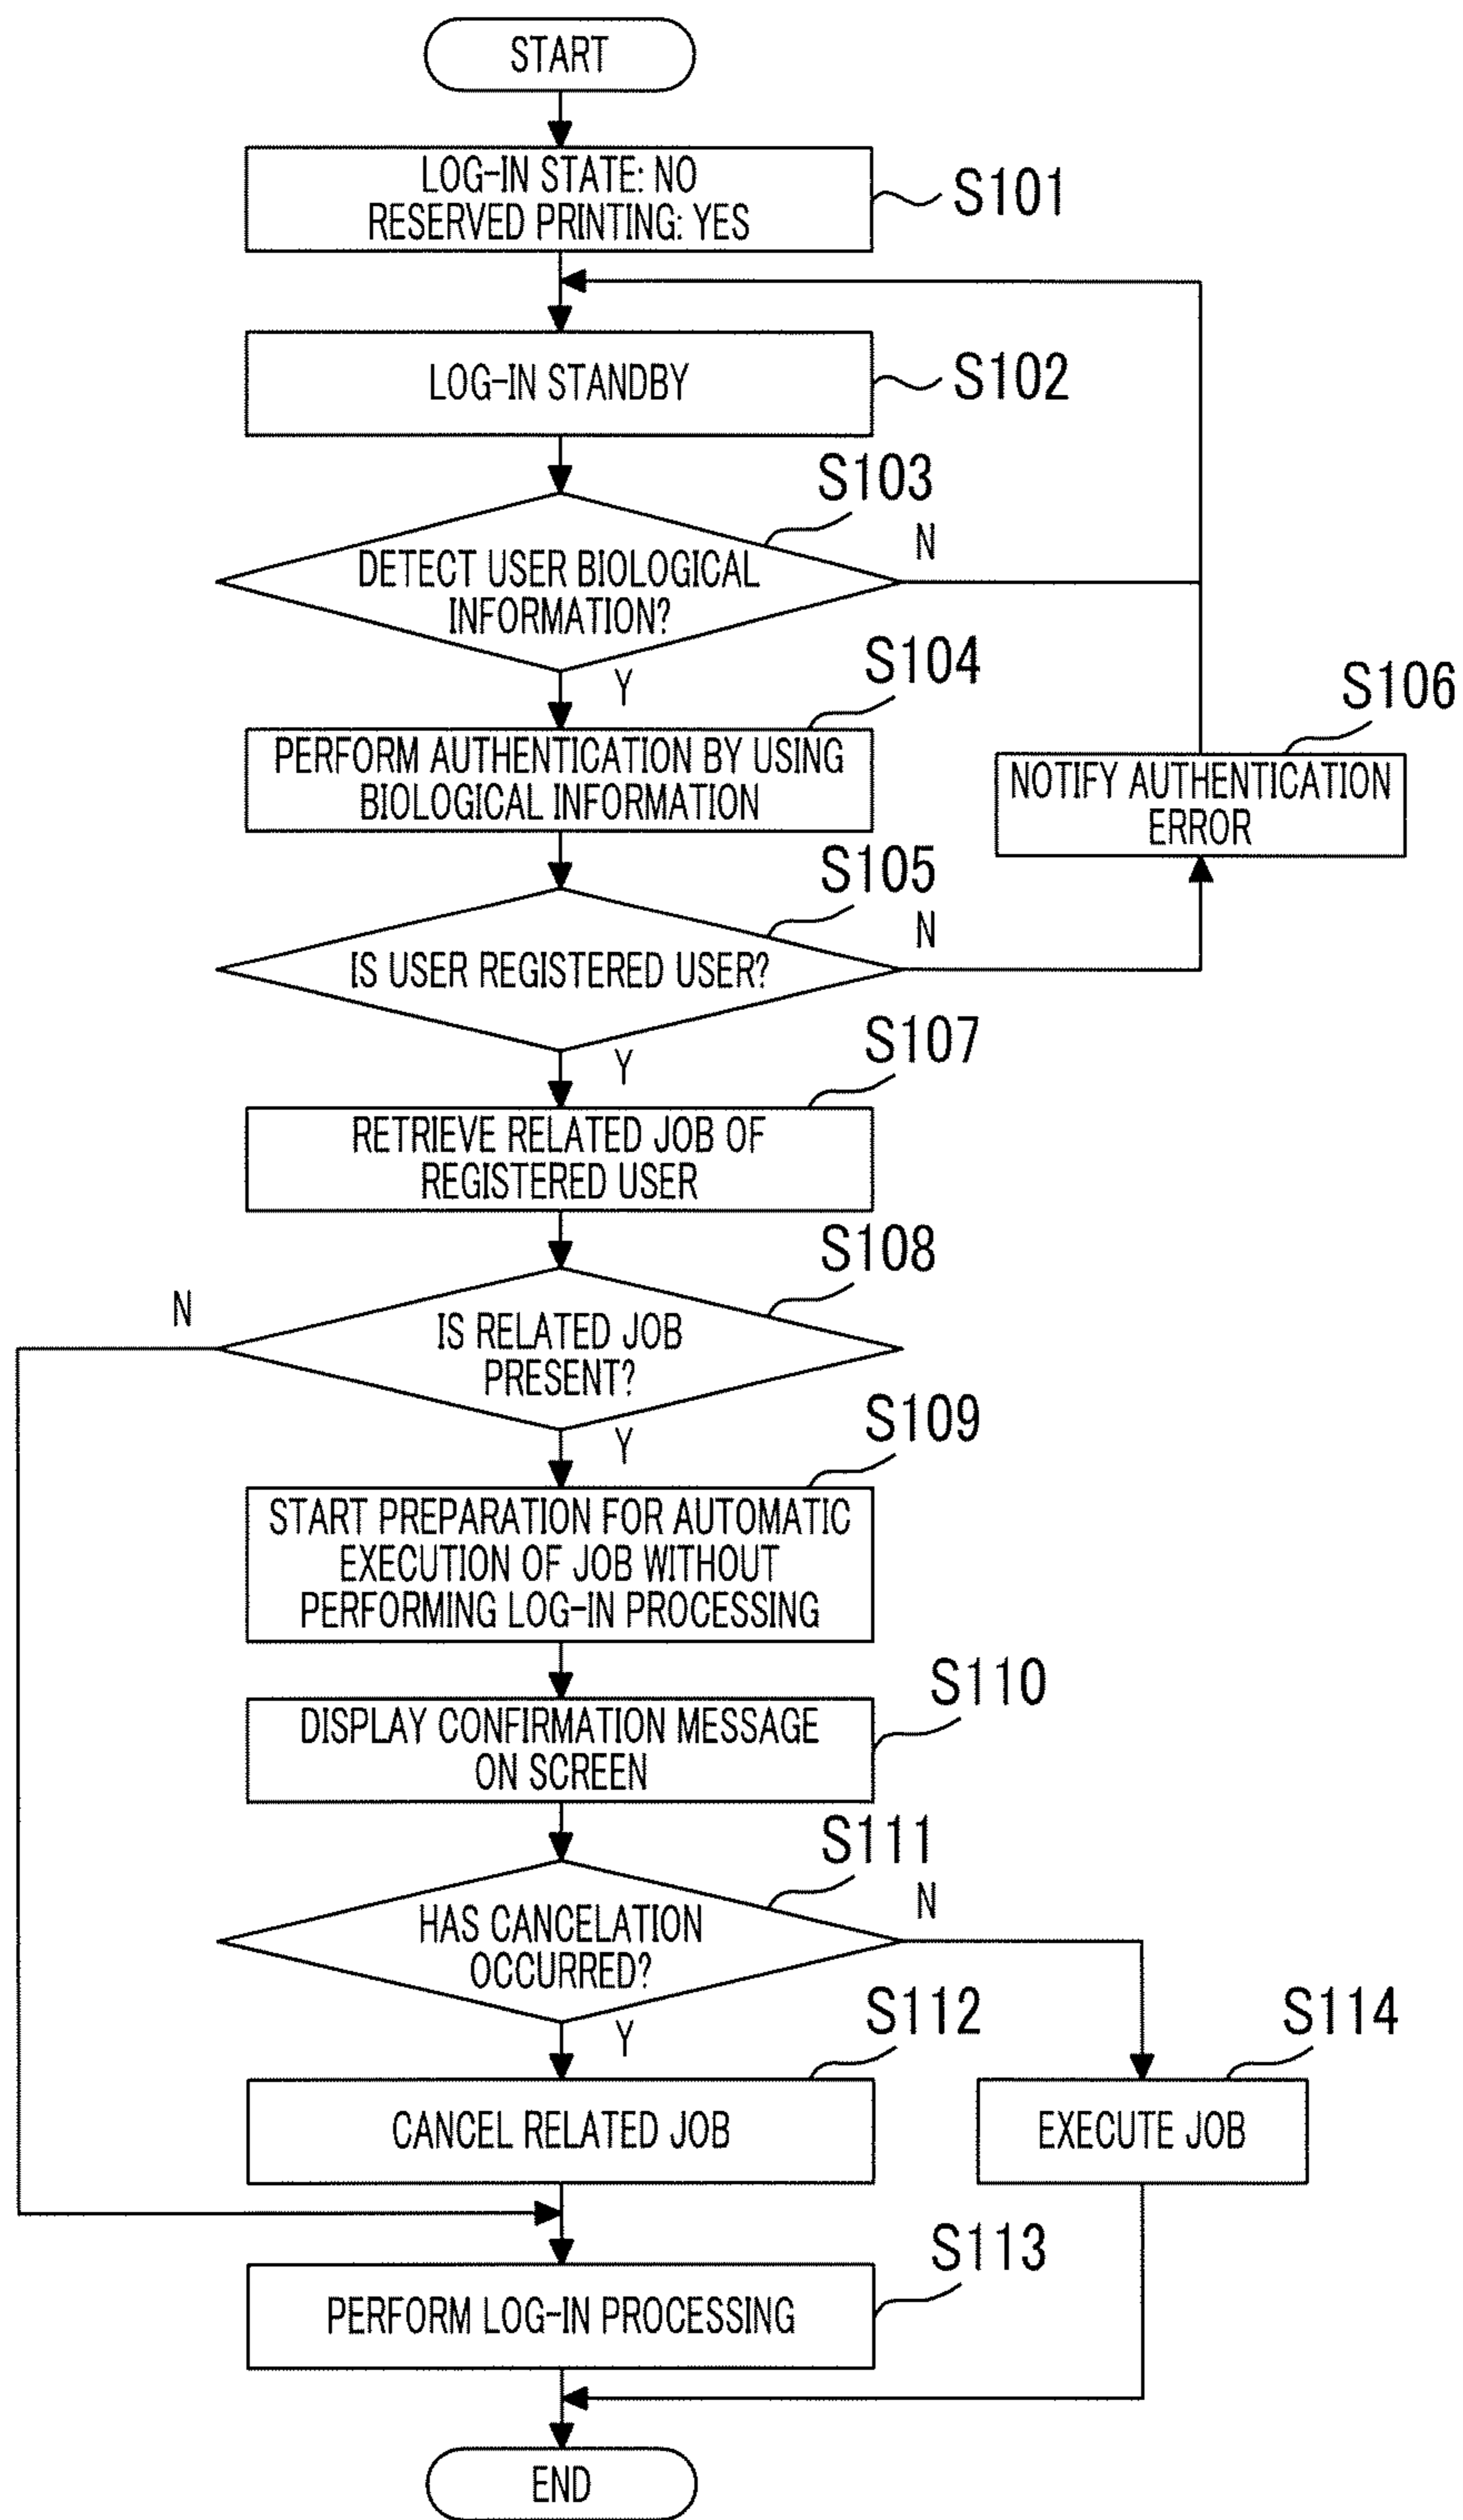 START
LOG-IN STATE: NO
RESERVED PRINTING: YES
S101
LOG-IN STANDBY
S102
S103
DETECT USER BIOLOGICAL
INFORMATION?
N
Y
S104
PERFORM AUTHENTICATION BY USING
BIOLOGICAL INFORMATION
S106
NOTIFY AUTHENTICATION
ERROR
S105
IS USER REGISTERED USER?
N
Y
S107
RETRIEVE RELATED JOB OF
REGISTERED USER
S108
N
IS RELATED JOB
PRESENT?
Y
S109
START PREPARATION FOR AUTOMATIC
EXECUTION OF JOB WITHOUT
PERFORMING LOG-IN PROCESSING
S110
DISPLAY CONFIRMATION MESSAGE
ON SCREEN
S111
HAS CANCELATION
OCCURRED?
N
Y
S112
CANCEL RELATED JOB
S114
EXECUTE JOB
S113
PERFORM LOG-IN PROCESSING
END